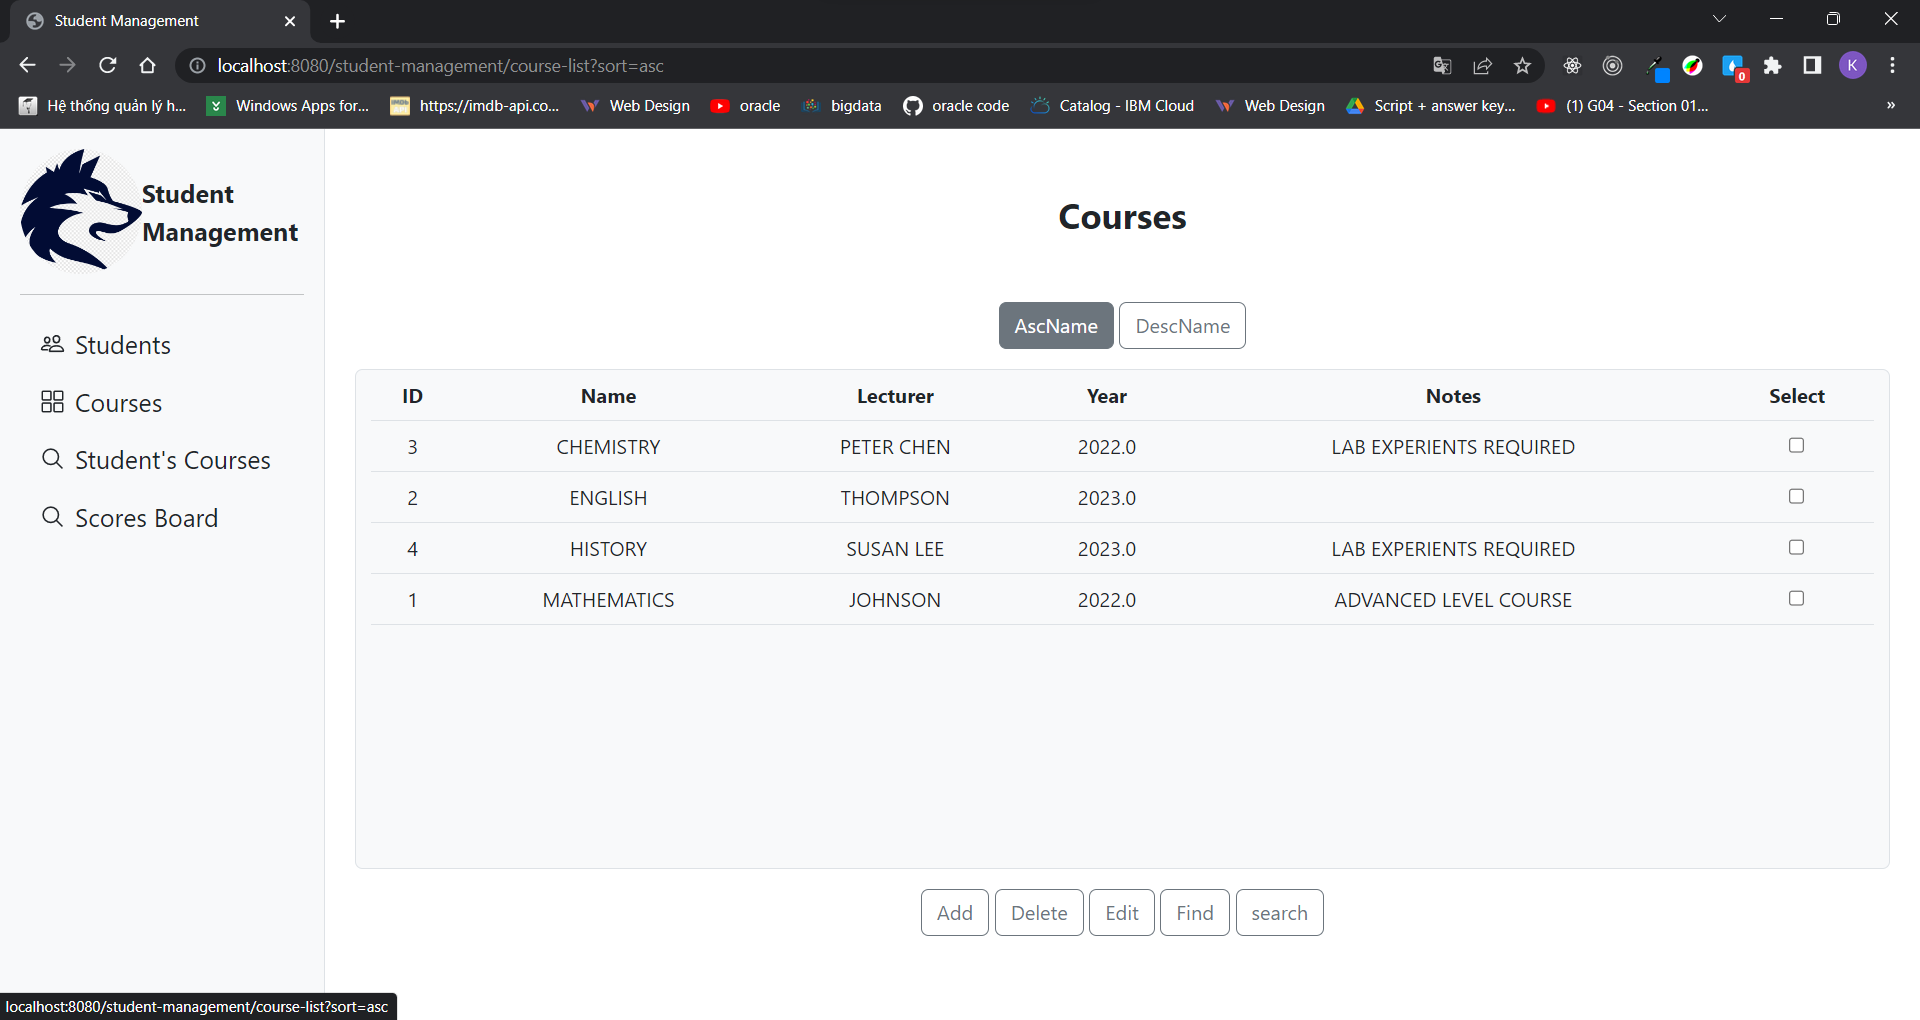 Student Management
localhost:8080/student-management/course-list?sort=asc
Hệ thống quản lý h... Windows Apps for... https://imdb-api.co... Web Design oracle bigdata oracle code Catalog - IBM Cloud Web Design Script + answer key... (1) G04 - Section 01... »
0
K
Student
Management
Students
Courses
Student's Courses
Scores Board
Courses
AscName DescName
ID Name Lecturer Year Notes Select
3 CHEMISTRY PETER CHEN 2022.0 LAB EXPERIENTS REQUIRED
2 ENGLISH THOMPSON 2023.0
4 HISTORY SUSAN LEE 2023.0 LAB EXPERIENTS REQUIRED
1 MATHEMATICS JOHNSON 2022.0 ADVANCED LEVEL COURSE
Add Delete Edit Find search
localhost:8080/student-management/course-list?sort=asc